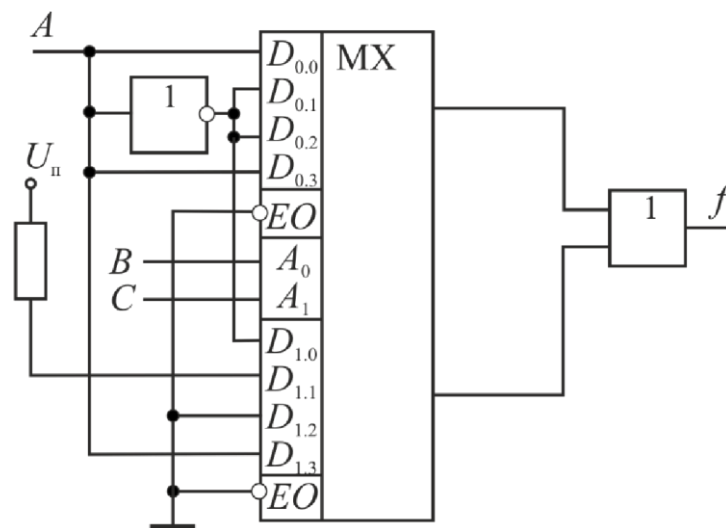 A
1
Uп
B
C
D0.0
D0.1
D0.2
D0.3
EO
A0
A1
D1.0
D1.1
D1.2
D1.3
EO
MX
1
f